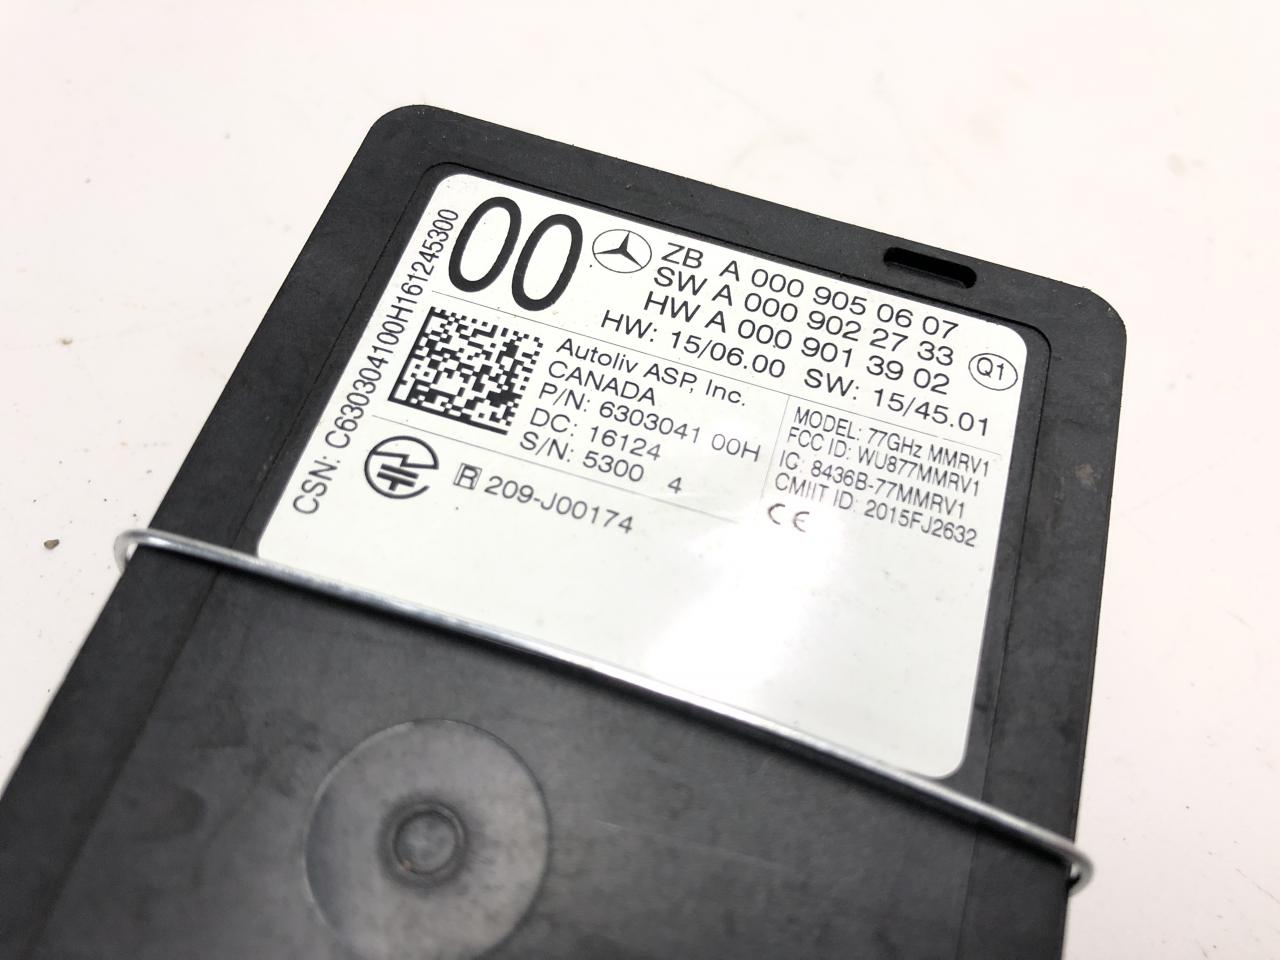 00
ZB A 000 905 06 07
SW A 000 902 27 33
HW A 000 901 39 02
HW: 15/06.00 SW: 15/45.01
Q1
Autoliv ASP, Inc.
CANADA
P/N: 6303041 00H
DC: 16124
S/N: 5300 4
MODEL: 77GHz MMRV1
FCC ID: WU877MMRV1
IC: 8436B-77MMRV1
CMIIT ID: 2015FJ2632
CE
R 209-J00174
CSN: C6303041​00H161245300